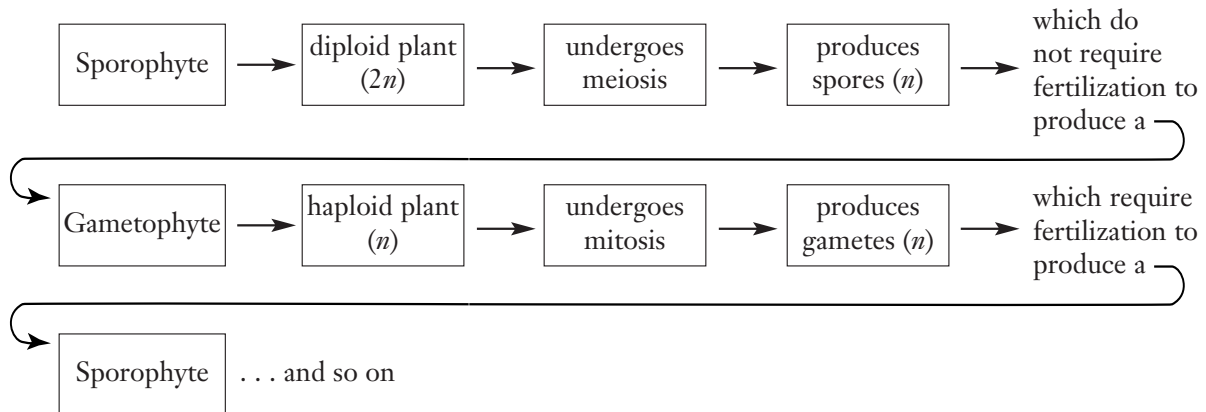 Sporophyte
diploid plant
(2n)
undergoes
meiosis
produces
spores (n)
which do
not require
fertilization to
produce a
Gametophyte
haploid plant
(n)
undergoes
mitosis
produces
gametes (n)
which require
fertilization to
produce a
Sporophyte
. . . and so on